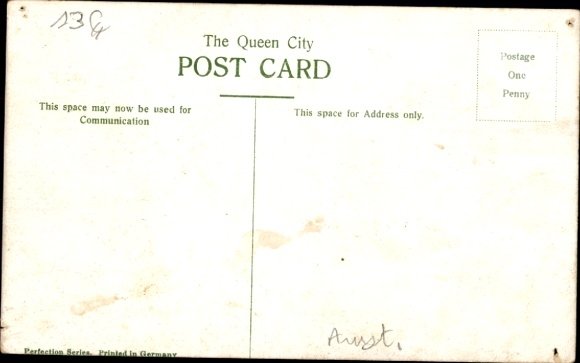 The Queen City
POST CARD
Postage
One
Penny
This space may now be used for
Communication
This space for Address only.
Aust.
Perfection Series. Printed in Germany